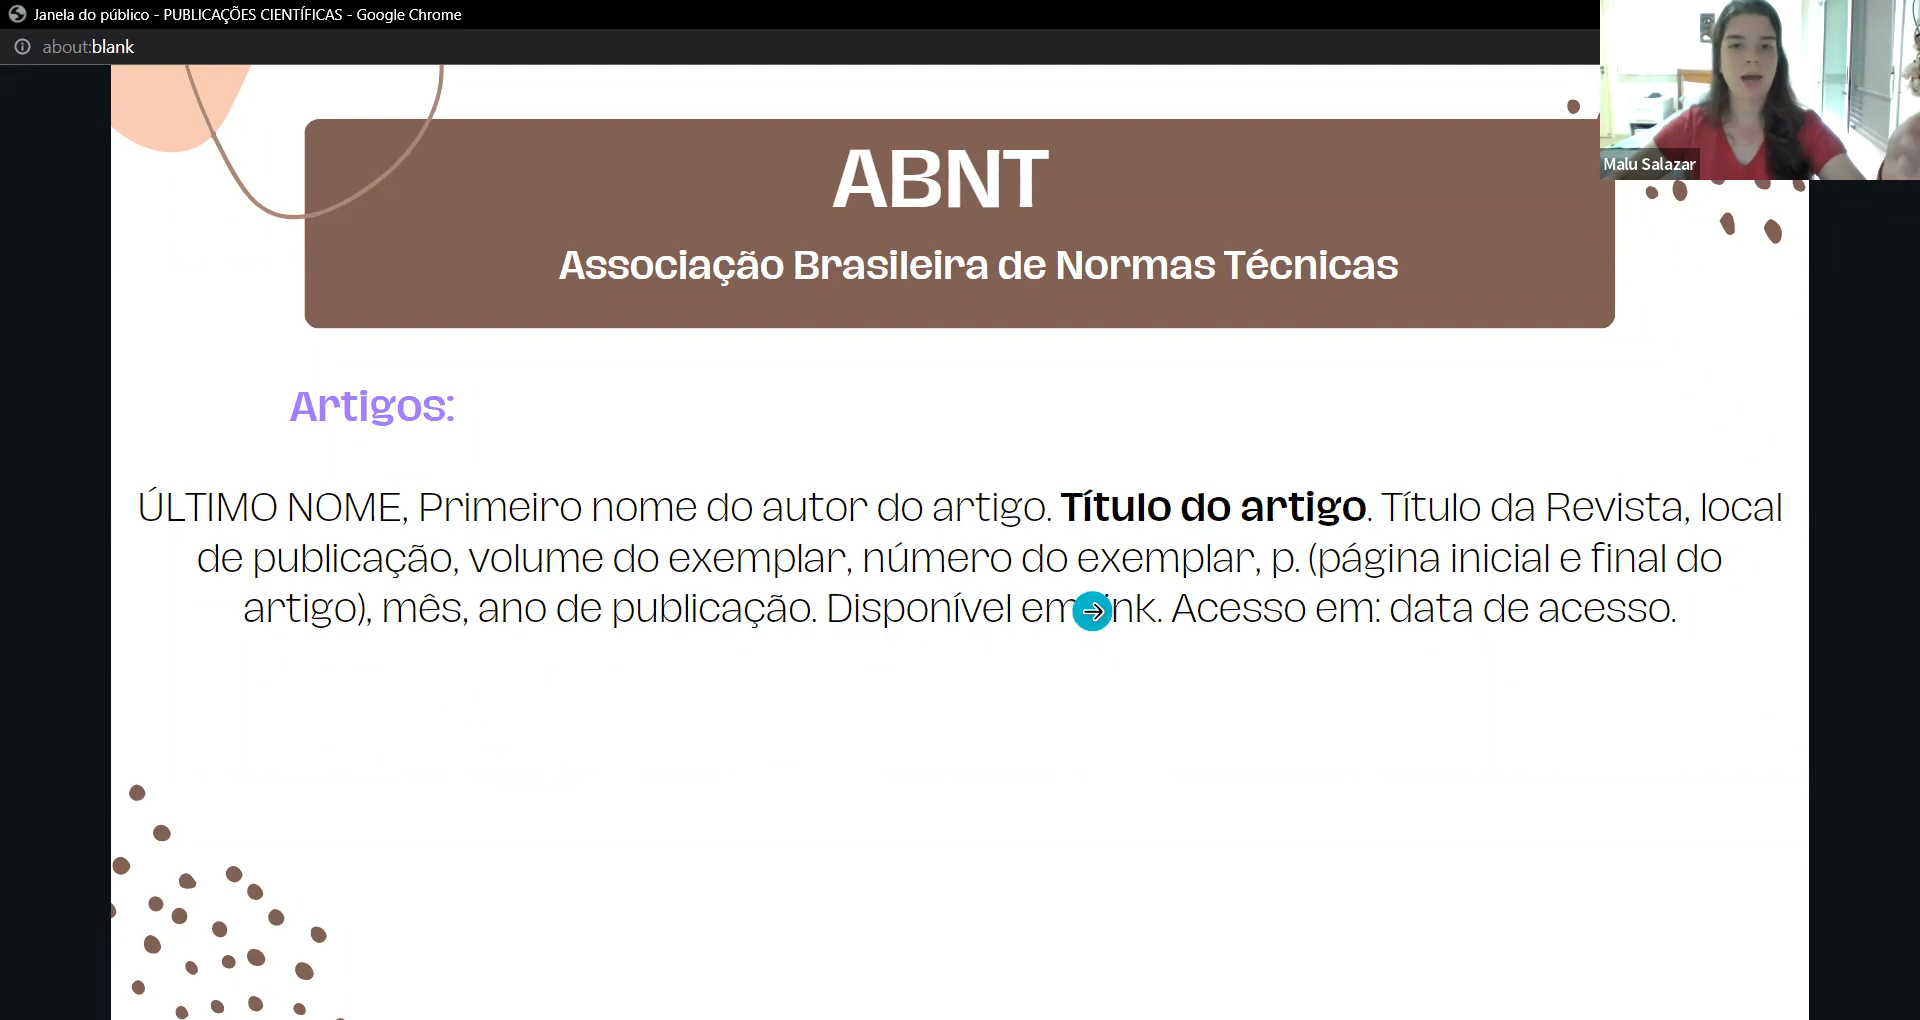 Janela do público - PUBLICAÇÕES CIENTÍFICAS - Google Chrome
about:blank
Malu Salazar
ABNT
Associação Brasileira de Normas Técnicas
Artigos:
ÚLTIMO NOME, Primeiro nome do autor do artigo. Título do artigo. Título da Revista, local
de publicação, volume do exemplar, número do exemplar, p. (página inicial e final do
artigo), mês, ano de publicação. Disponível em link. Acesso em: data de acesso.